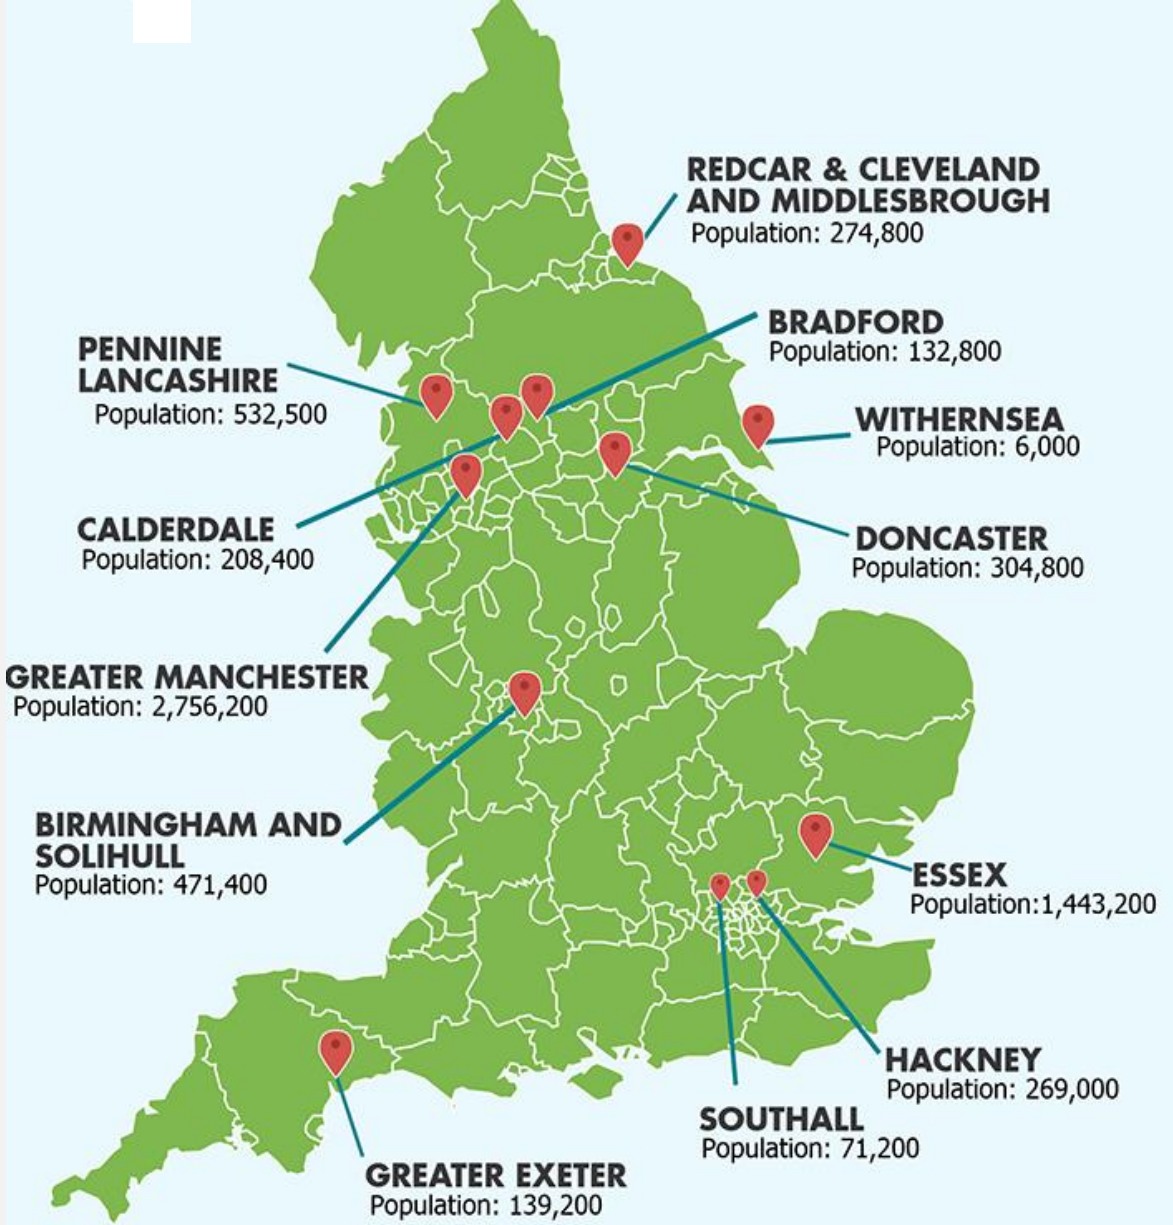 REDCAR & CLEVELAND
AND MIDDLESBROUGH
Population: 274,800
BRADFORD
Population: 132,800
PENNINE
LANCASHIRE
Population: 532,500
WITHERNSEA
Population: 6,000
CALDERDALE
Population: 208,400
DONCASTER
Population: 304,800
GREATER MANCHESTER
Population: 2,756,200
BIRMINGHAM AND
SOLIHULL
Population: 471,400
ESSEX
Population:1,443,200
HACKNEY
Population: 269,000
SOUTHALL
Population: 71,200
GREATER EXETER
Population: 139,200